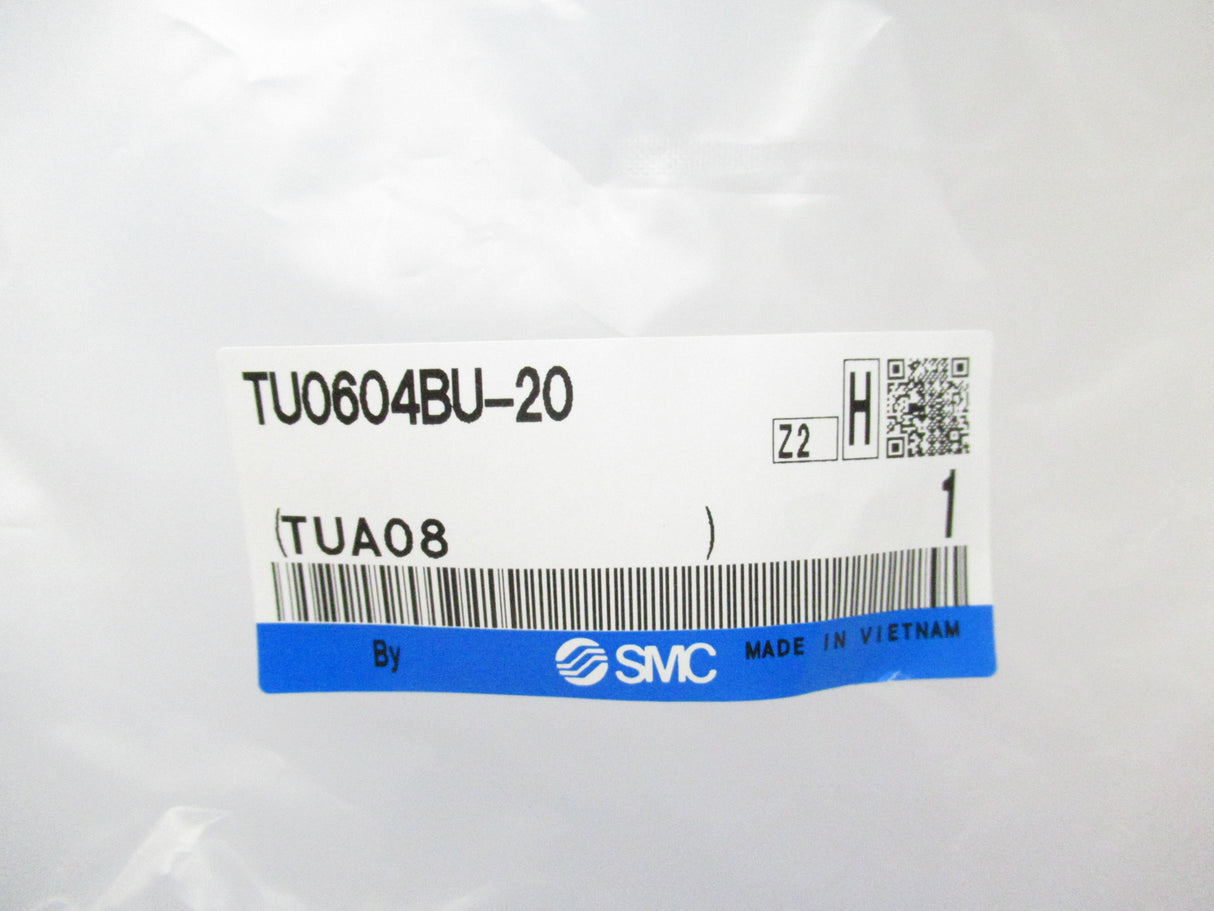 TU0604BU-20
Z2
H
1
(TUA08 )
By SMC MADE IN VIETNAM